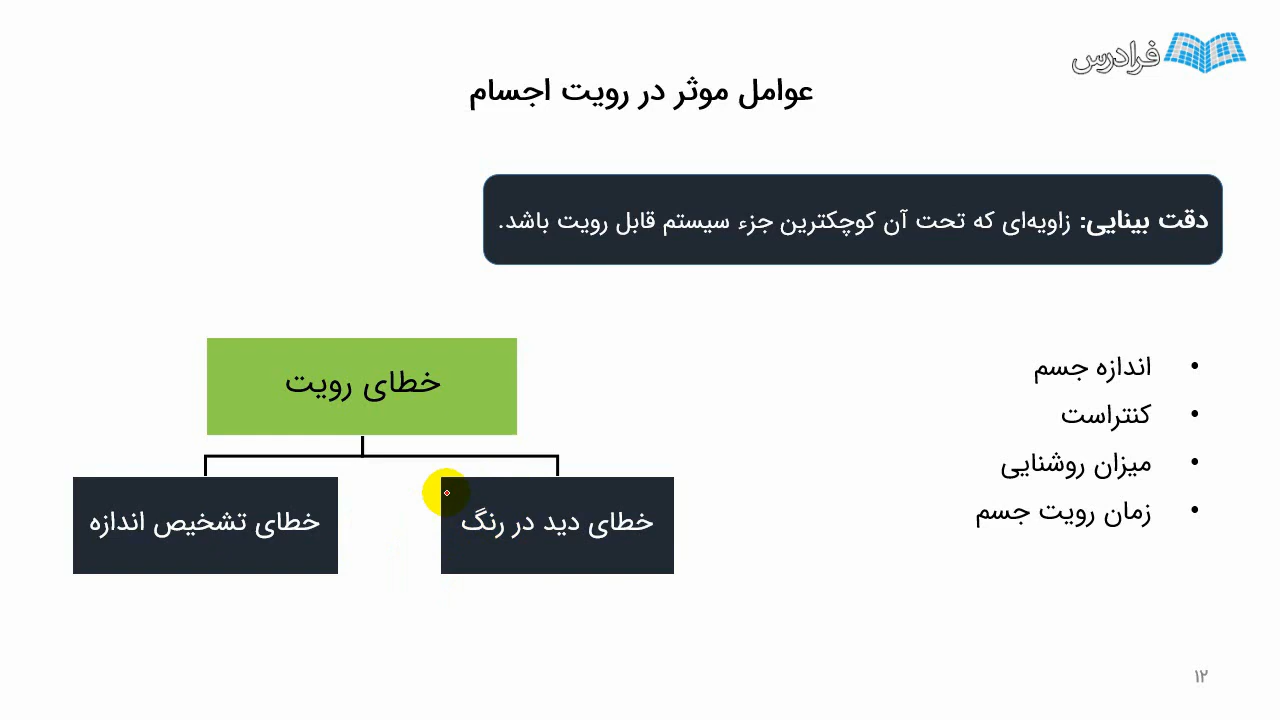 فرادرس
عوامل موثر در رویت اجسام
دقت بینایی: زاویه‌ای که تحت آن کوچکترین جزء سیستم قابل رویت باشد.
• اندازه جسم
• کنتراست
• میزان روشنایی
• زمان رویت جسم
خطای رویت
خطای دید در رنگ
خطای تشخیص اندازه
۱۲